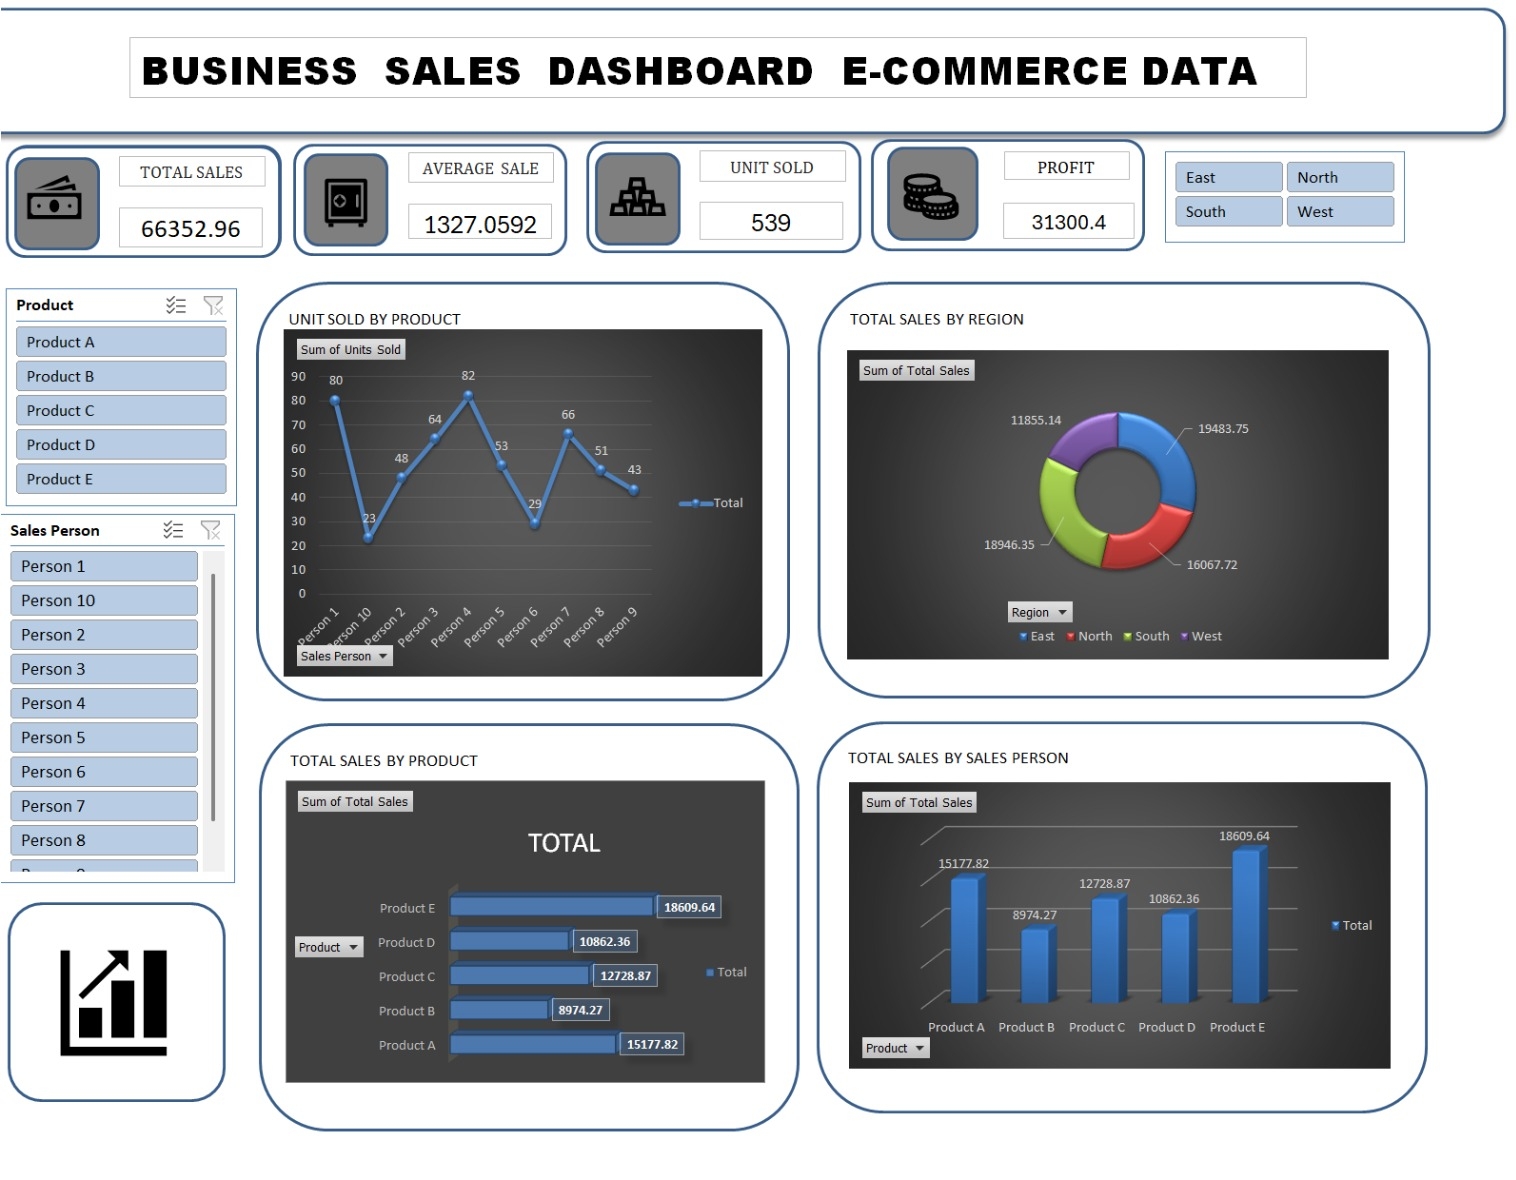 BUSINESS SALES DASHBOARD E-COMMERCE DATA
TOTAL SALES
66352.96
AVERAGE SALE
1327.0592
UNIT SOLD
539
PROFIT
31300.4
East North
South West
Product
Product A
Product B
Product C
Product D
Product E
Sales Person
Person 1
Person 10
Person 2
Person 3
Person 4
Person 5
Person 6
Person 7
Person 8
UNIT SOLD BY PRODUCT
Sum of Units Sold
90
80
70
60
50
40
30
20
10
0
80
23
48
64
82
53
29
66
51
43
Total
Person 1
Person 10
Person 2
Person 3
Person 4
Person 5
Person 6
Person 7
Person 8
Person 9
Sales Person
TOTAL SALES BY REGION
Sum of Total Sales
11855.14
19483.75
18946.35
16067.72
Region
East North South West
TOTAL SALES BY PRODUCT
Sum of Total Sales
TOTAL
Product E 18609.64
Product D 10862.36
Product C 12728.87
Product B 8974.27
Product A 15177.82
Product
Total
TOTAL SALES BY SALES PERSON
Sum of Total Sales
15177.82
8974.27
12728.87
10862.36
18609.64
Total
Product A Product B Product C Product D Product E
Product